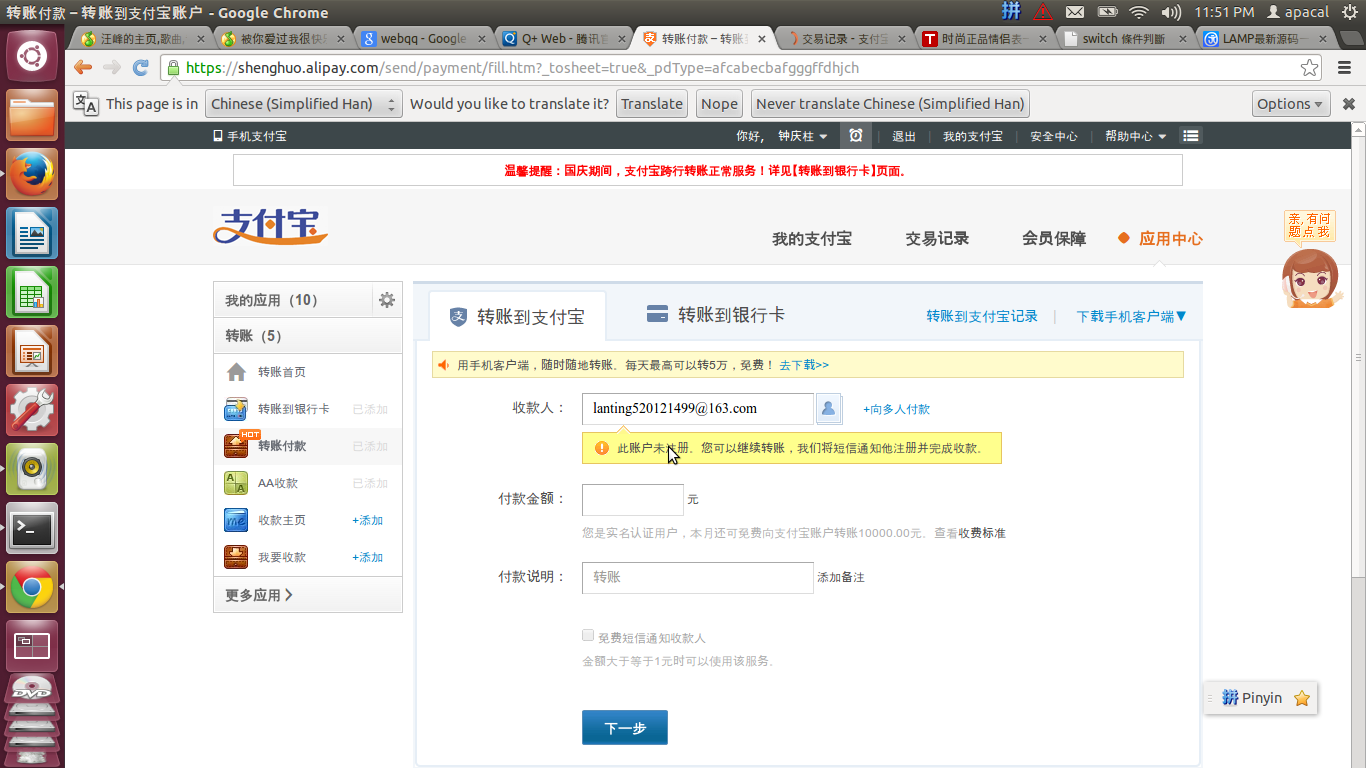 转账付款 – 转账到支付宝账户 - Google Chrome
拼 11:51 PM apacal
汪峰的主页,歌曲, 被你爱过我很快乐 webqq - Google Q+ Web - 腾讯官 转账付款 – 转账到 交易记录 - 支付宝 时尚正品情侣表一 switch 條件判斷 LAMP最新源码一
https://shenghuo.alipay.com/send/payment/fill.htm?_tosheet=true&_pdType=afcabecbafgggffdhjch
This page is in Chinese (Simplified Han) Would you like to translate it? Translate Nope Never translate Chinese (Simplified Han) Options
手机支付宝 你好, 钟庆柱 退出 我的支付宝 安全中心 帮助中心
温馨提醒：国庆期间，支付宝跨行转账正常服务！详见【转账到银行卡】页面。
支付宝
我的支付宝 交易记录 会员保障 应用中心
亲,有问
题点我
我的应用（10）
转账（5）
转账首页
转账到银行卡 已添加
HOT
转账付款 已添加
AA收款 已添加
收款主页 +添加
我要收款 +添加
更多应用
转账到支付宝 转账到银行卡 转账到支付宝记录 | 下载手机客户端
用手机客户端，随时随地转账。每天最高可以转5万，免费！ 去下载>>
收款人： lanting520121499@163.com +向多人付款
此账户未注册。您可以继续转账，我们将短信通知他注册并完成收款。
付款金额： 元
您是实名认证用户，本月还可免费向支付宝账户转账10000.00元。查看收费标准
付款说明： 转账 添加备注
免费短信通知收款人
金额大于等于1元时可以使用该服务。
下一步
拼 Pinyin